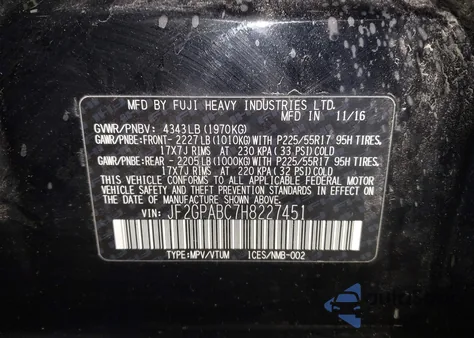 MFD BY FUJI HEAVY INDUSTRIES LTD.
MFD IN 11/16
GVWR/PNBV: 4343LB (1970KG)
GAWR/PNBE:FRONT- 2227LB (1010KG) WITH P225/55R17 95H TIRES,
17X7J RIMS AT 230 KPA (33 PSI) COLD
GAWR/PNBE:REAR - 2205LB (1000KG) WITH P225/55R17 95H TIRES,
17X7J RIMS AT 220 KPA (32 PSI) COLD
THIS VEHICLE CONFORMS TO ALL APPLICABLE
FEDERAL MOTOR VEHICLE SAFETY,
BUMPER, AND THEFT PREVENTION STANDARDS IN EFFECT
ON THE DATE OF MANUFACTURE SHOWN ABOVE.
VIN: JF2GPABC7H8227451
TYPE:MPV/VTUM ICES/NMB-002